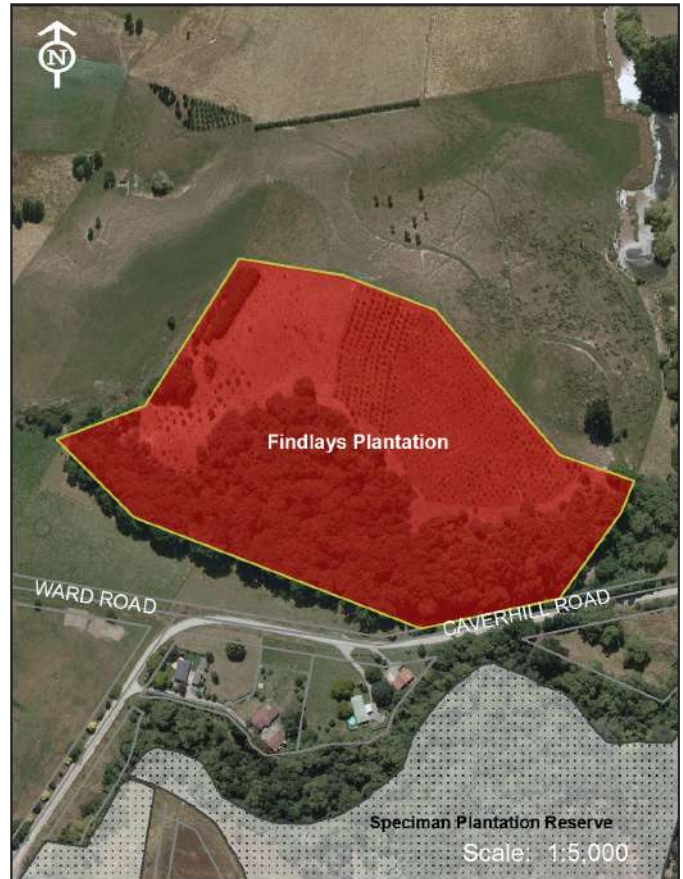 N
Findlays Plantation
WARD ROAD
CAVERHILL ROAD
Speciman Plantation Reserve
Scale: 1:5,000